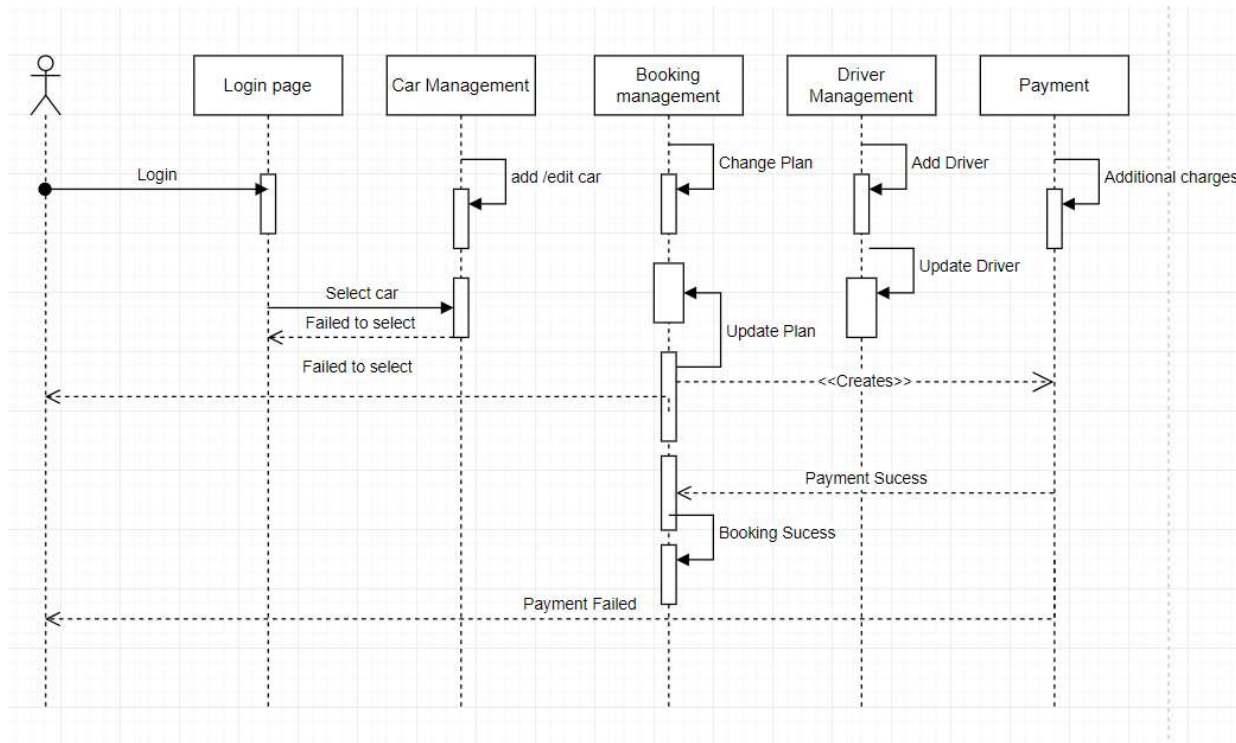 Login page
Car Management
Booking
management
Driver
Management
Payment
Login
add /edit car
Change Plan
Add Driver
Additional charges
Update Driver
Select car
Failed to select
Update Plan
Failed to select
<<Creates>>
Payment Sucess
Booking Sucess
Payment Failed